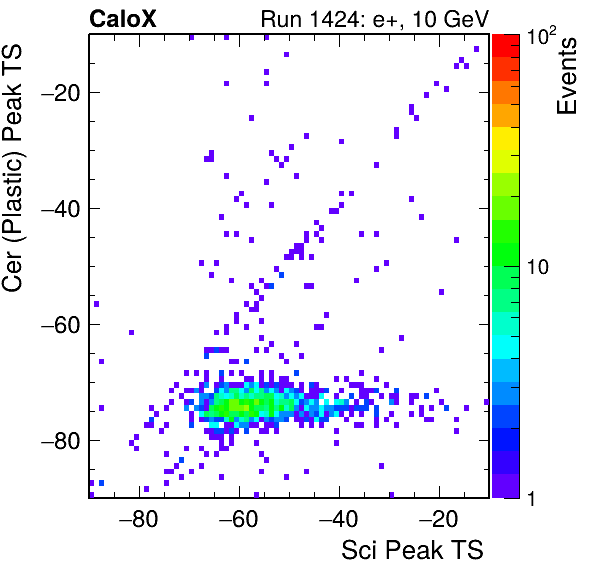 CaloX Run 1424: e+, 10 GeV
Cer (Plastic) Peak TS
−20
−40
−60
−80
−80 −60 −40 −20
Sci Peak TS
10²
10
1
Events